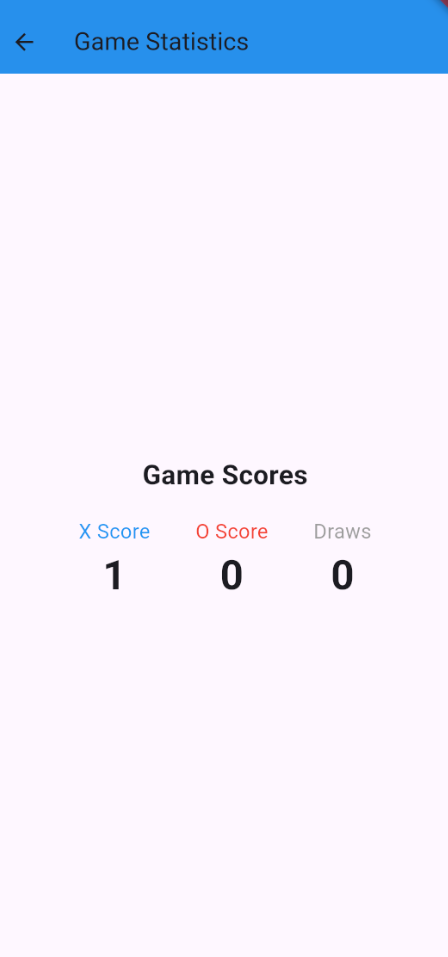 Game Statistics
Game Scores
X Score O Score Draws
1 0 0